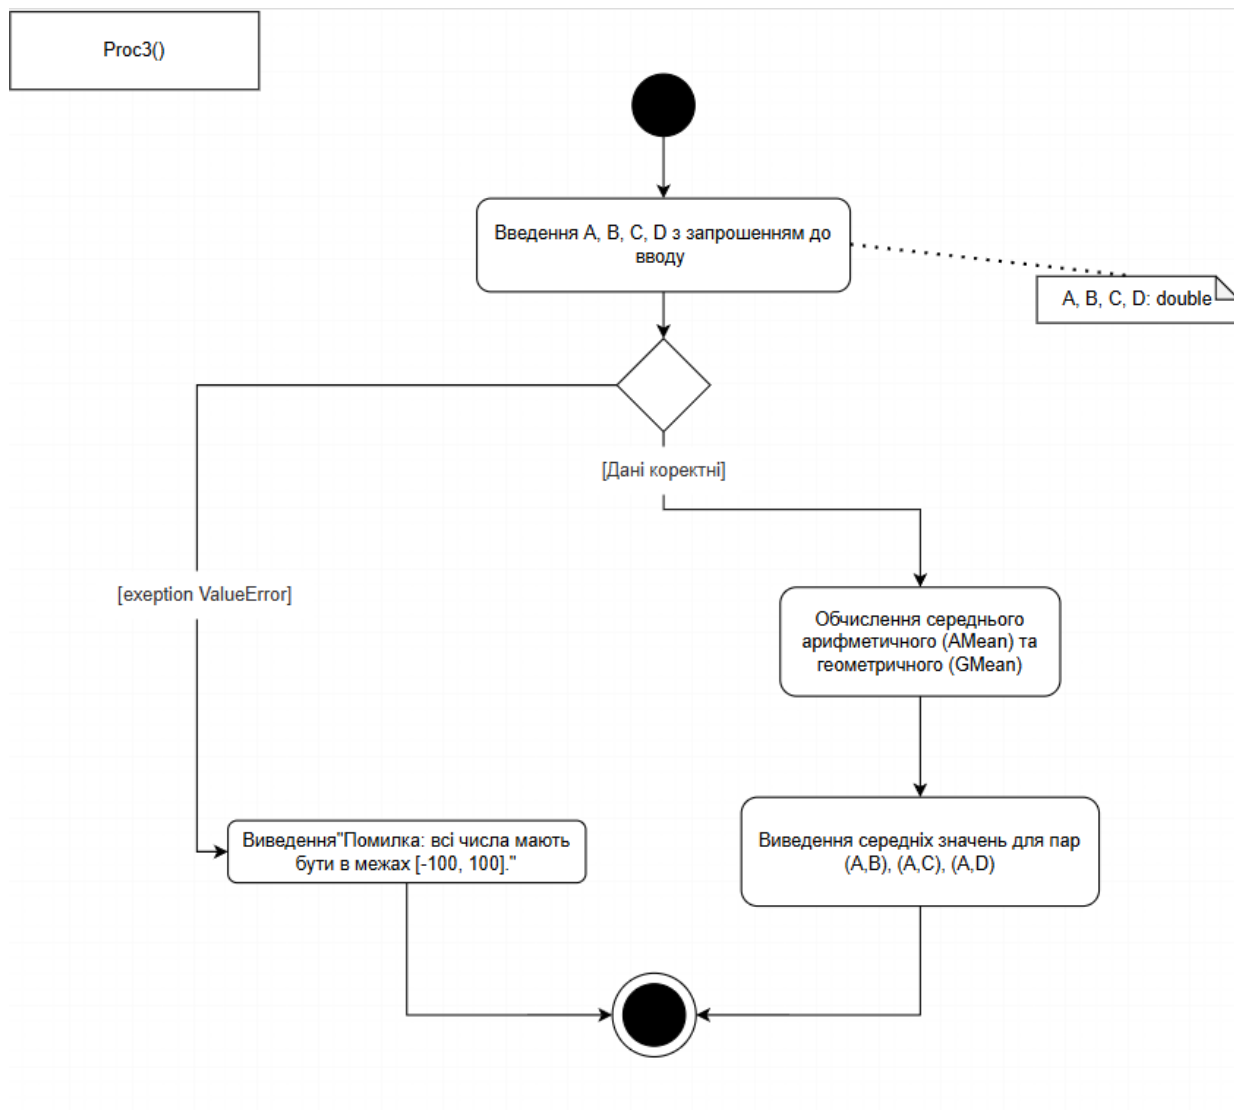 Proc3()
Введення A, B, C, D з запрошенням до
вводу
A, B, C, D: double
[Дані коректні]
[exeption ValueError]
Обчислення середнього
арифметичного (AMean) та
геометричного (GMean)
Виведення"Помилка: всі числа мають
бути в межах [-100, 100]."
Виведення середніх значень для пар
(A,B), (A,C), (A,D)